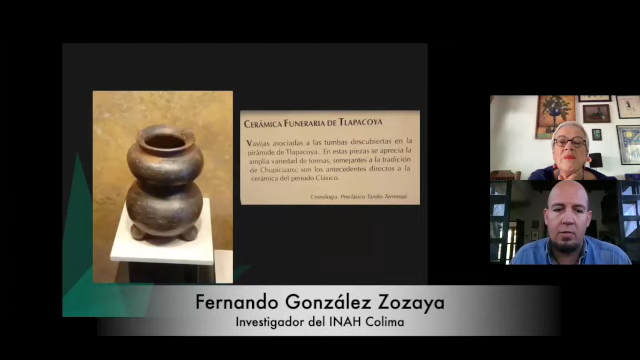 CERÁMICA FUNERARIA DE TLAPACOYA
Vasijas asociadas a las tumbas descubiertas en la
pirámide de Tlapacoya. En estas piezas se aprecia la
amplia variedad de formas, semejantes a la tradición
de Chupícuaro; son los antecedentes directos a la
cerámica del periodo Clásico.
Cronología: Preclásico Tardío Terminal.
Fernando González Zozaya
Investigador del INAH Colima